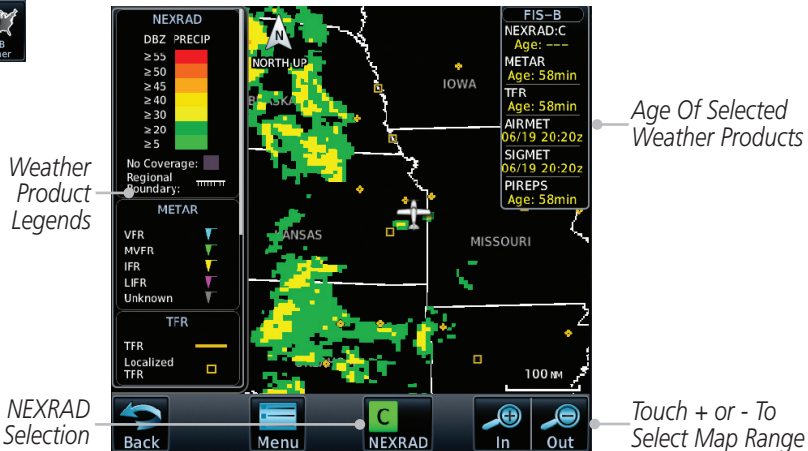 NEXRAD
DBZ PRECIP
≥ 55
≥ 50
≥ 45
≥ 40
≥ 30
≥ 20
≥ 5
No Coverage:
Regional
Boundary:
METAR
VFR
MVFR
IFR
LIFR
Unknown
TFR
TFR
Localized
TFR
N
NORTH UP
IOWA
KANSAS
MISSOURI
100 NM
FIS-B
NEXRAD:C
Age: ---
METAR
Age: 58min
TFR
Age: 58min
AIRMET
06/19 20:20z
SIGMET
06/19 20:20z
PIREPS
Age: 58min
Age Of Selected
Weather Products
Weather
Product
Legends
NEXRAD
Selection
Back
Menu
C
NEXRAD
In
Out
Touch + or - To
Select Map Range